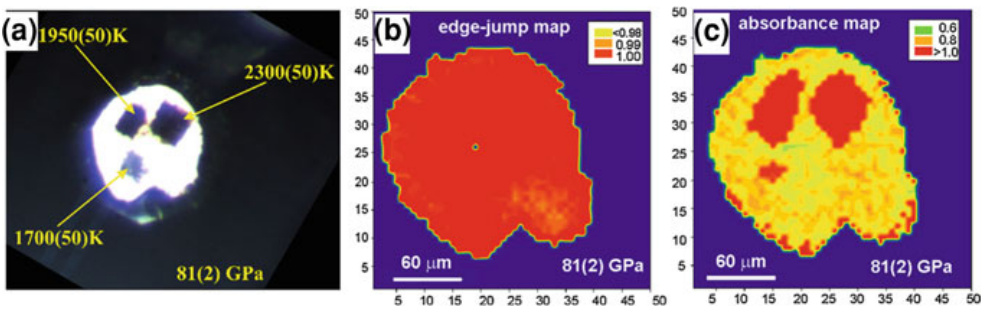 (a)
1950(50)K
2300(50)K
1700(50)K
81(2) GPa
(b)
edge-jump map
<0.98
0.99
1.00
50
45
40
35
30
25
20
15
10
5
60 μm
81(2) GPa
5 10 15 20 25 30 35 40 45 50
(c)
absorbance map
0.6
0.8
>1.0
50
45
40
35
30
25
20
15
10
5
60 μm
81(2) GPa
5 10 15 20 25 30 35 40 45 50